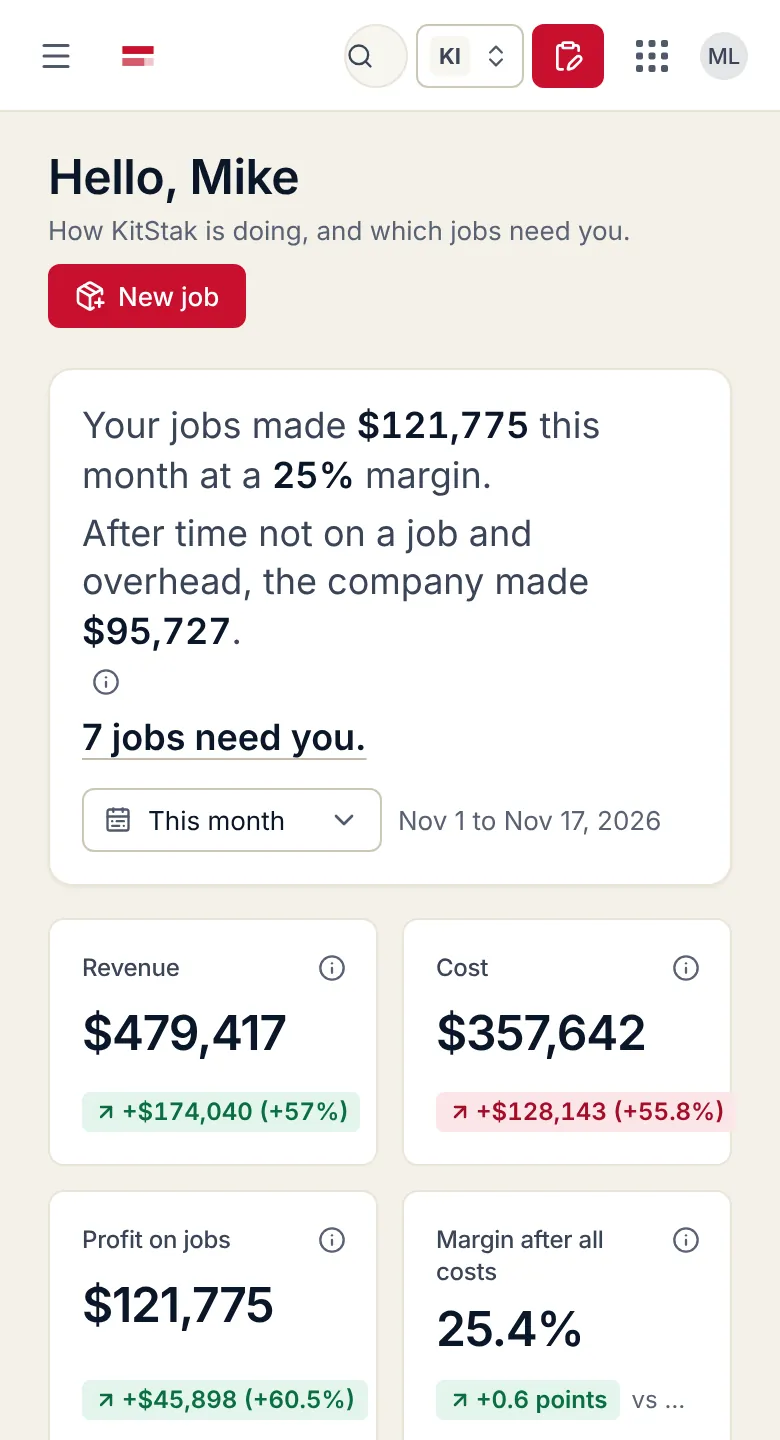 KI
ML
Hello, Mike
How KitStak is doing, and which jobs need you.
New job
Your jobs made $121,775 this
month at a 25% margin.
After time not on a job and
overhead, the company made
$95,727.
7 jobs need you.
This month
Nov 1 to Nov 17, 2026
Revenue
$479,417
+$174,040 (+57%)
Cost
$357,642
+$128,143 (+55.8%)
Profit on jobs
$121,775
+$45,898 (+60.5%)
Margin after all
costs
25.4%
+0.6 points
vs ...